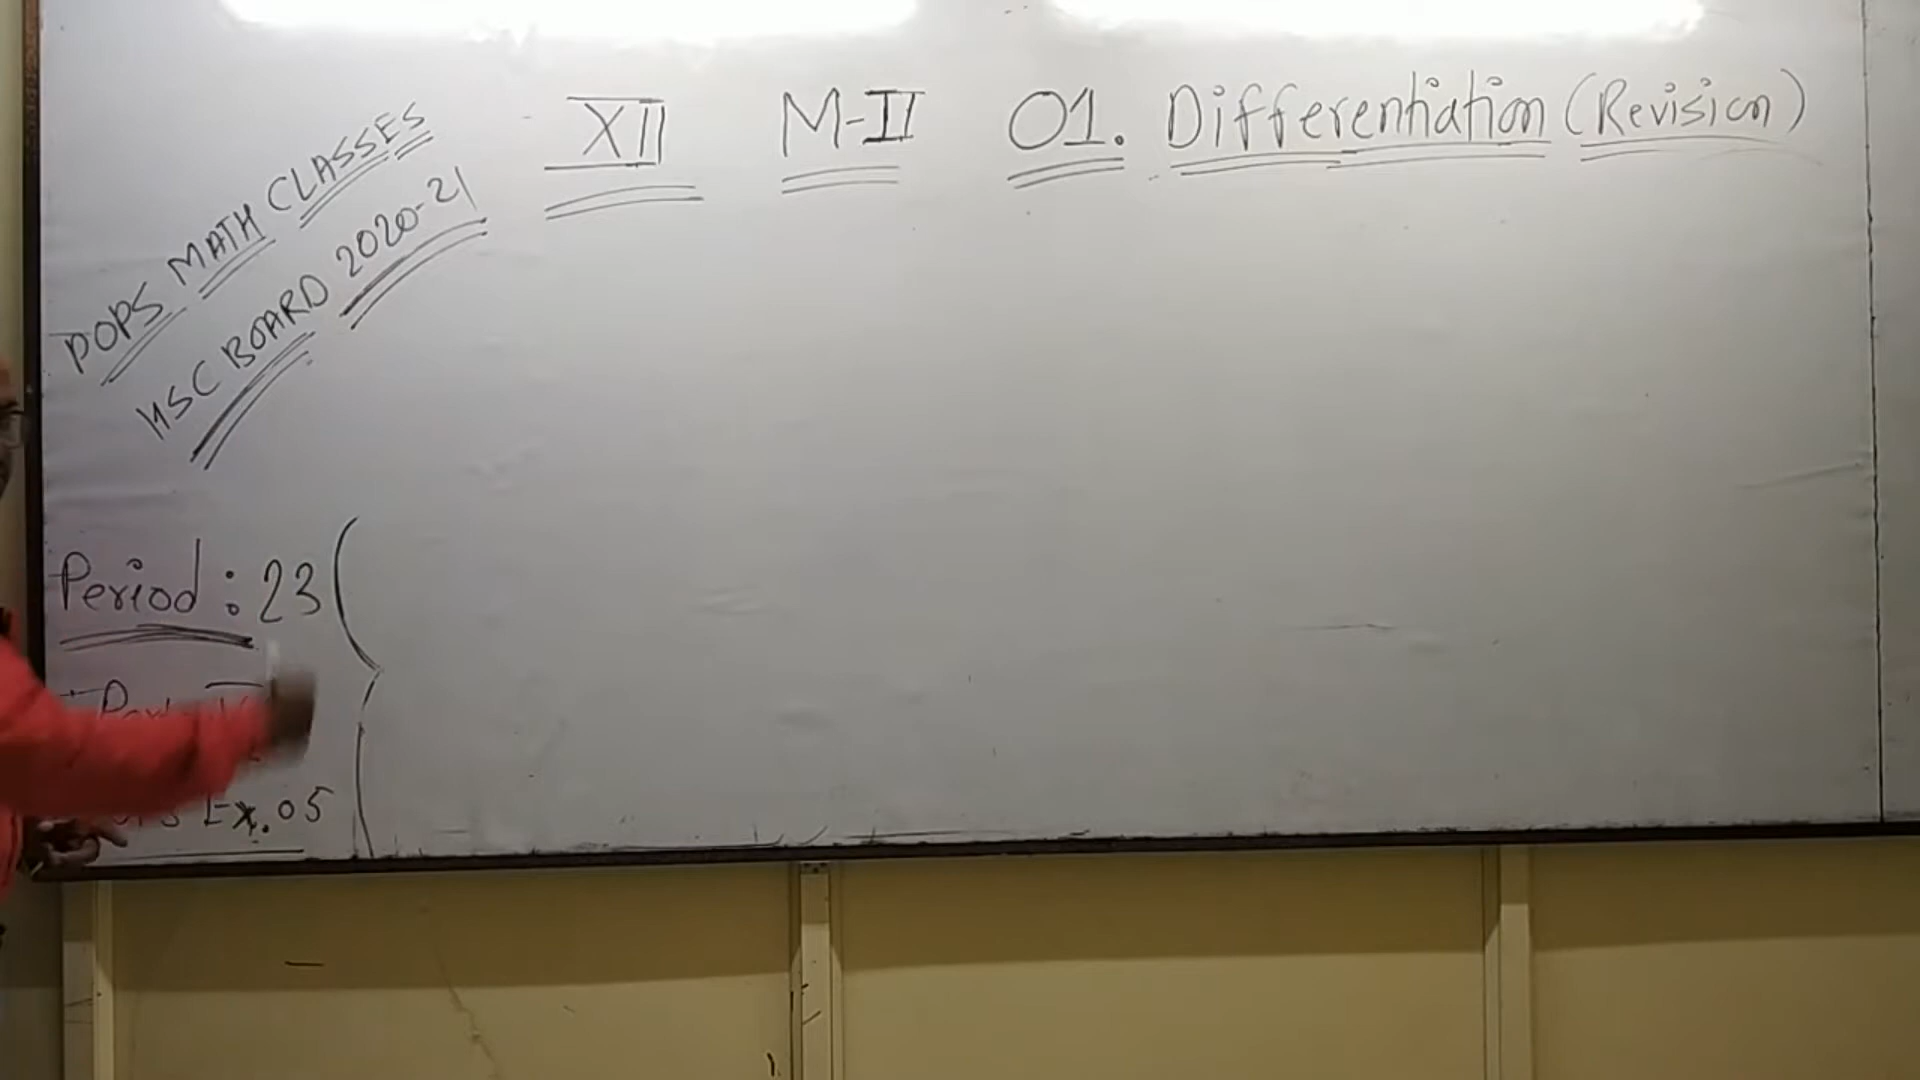 POPS MATH CLASSES
HSC BOARD 2020-21
XII M-II 01. Differentiation (Revision)
Period : 23
Ex. 05